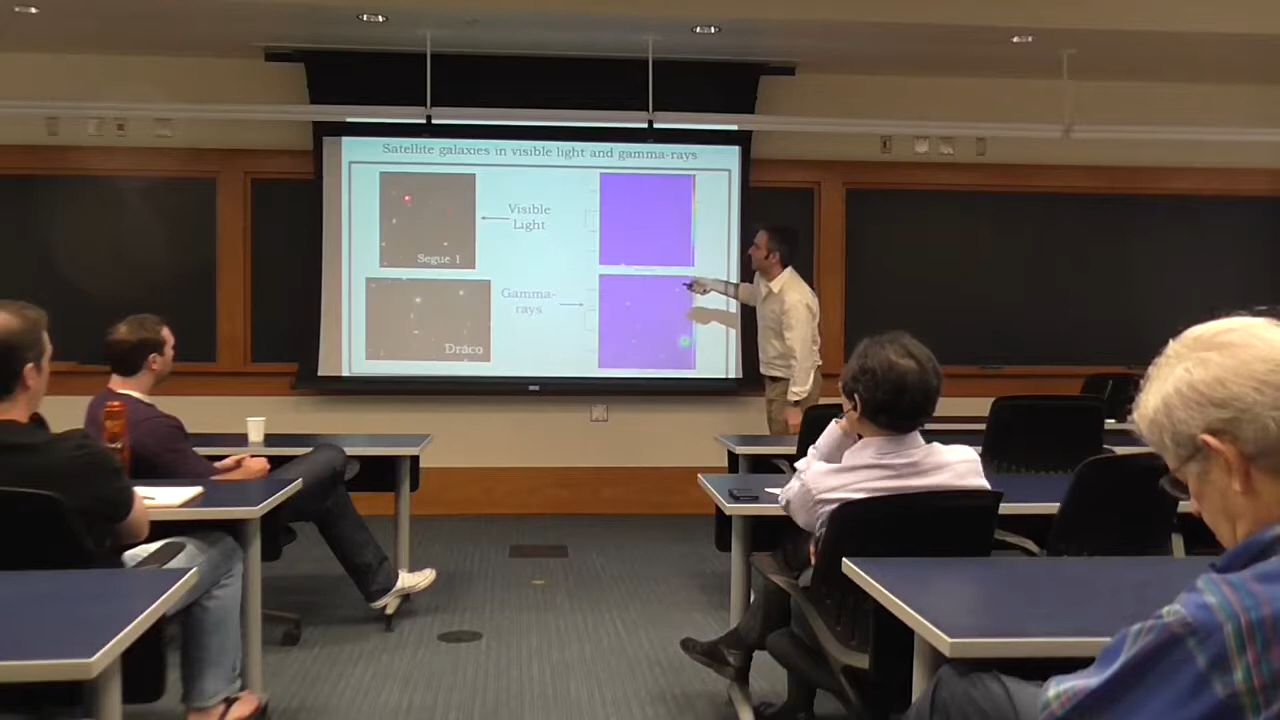 Satellite galaxies in visible light and gamma-rays
Visible
Light
Segue 1
Gamma-
rays
Draco